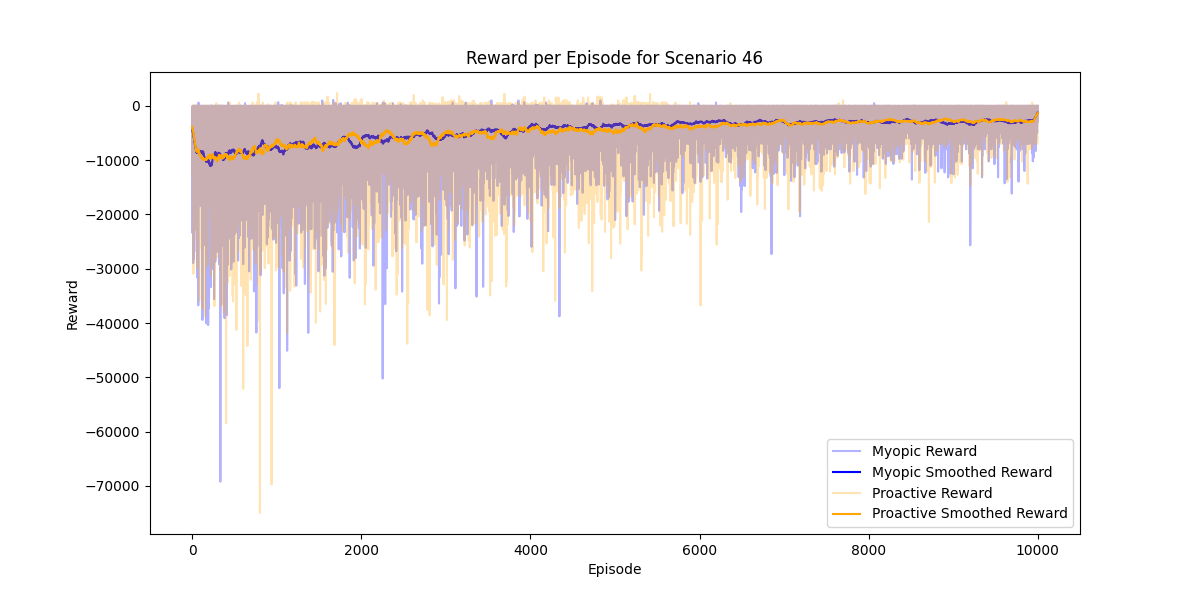 Reward per Episode for Scenario 46
0
−10000
−20000
−30000
−40000
−50000
−60000
−70000
Reward
0 2000 4000 6000 8000 10000
Episode
Myopic Reward
Myopic Smoothed Reward
Proactive Reward
Proactive Smoothed Reward